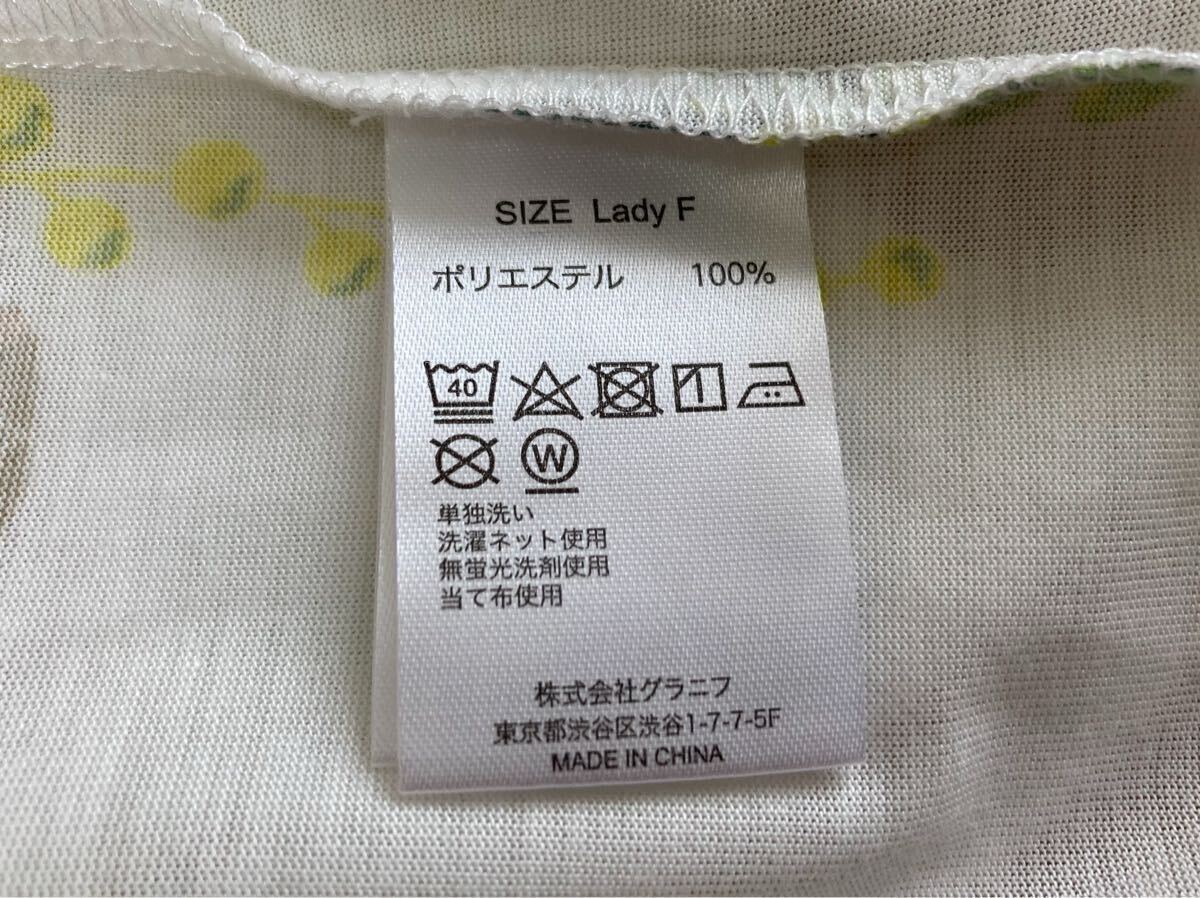 SIZE Lady F
ポリエステル 100%
40
W
単独洗い
洗濯ネット使用
無蛍光洗剤使用
当て布使用
株式会社グラニフ
東京都渋谷区渋谷1-7-7-5F
MADE IN CHINA